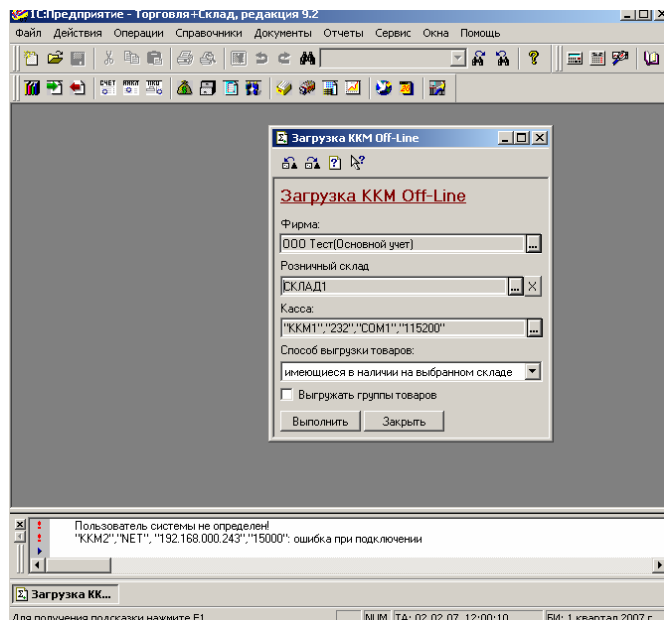 1С:Предприятие - Торговля+Склад, редакция 9.2
Файл Действия Операции Справочники Документы Отчеты Сервис Окна Помощь
Загрузка ККМ Off-Line
Загрузка ККМ Off-Line
Фирма:
ООО Тест(Основной учет) ...
Розничный склад
СКЛАД1 ... X
Касса:
"ККМ1","232","COM1","115200" ...
Способ выгрузки товаров:
имеющиеся в наличии на выбранном складе
Выгружать группы товаров
Выполнить Закрыть
Пользователь системы не определен!
"ККМ2","NET", "192.168.000.243","15000": ошибка при подключении
Загрузка КК...
Для получения подсказки нажмите F1 NUM ТА: 02.02.07 12:00:10 БИ: 1 квартал 2007 г.